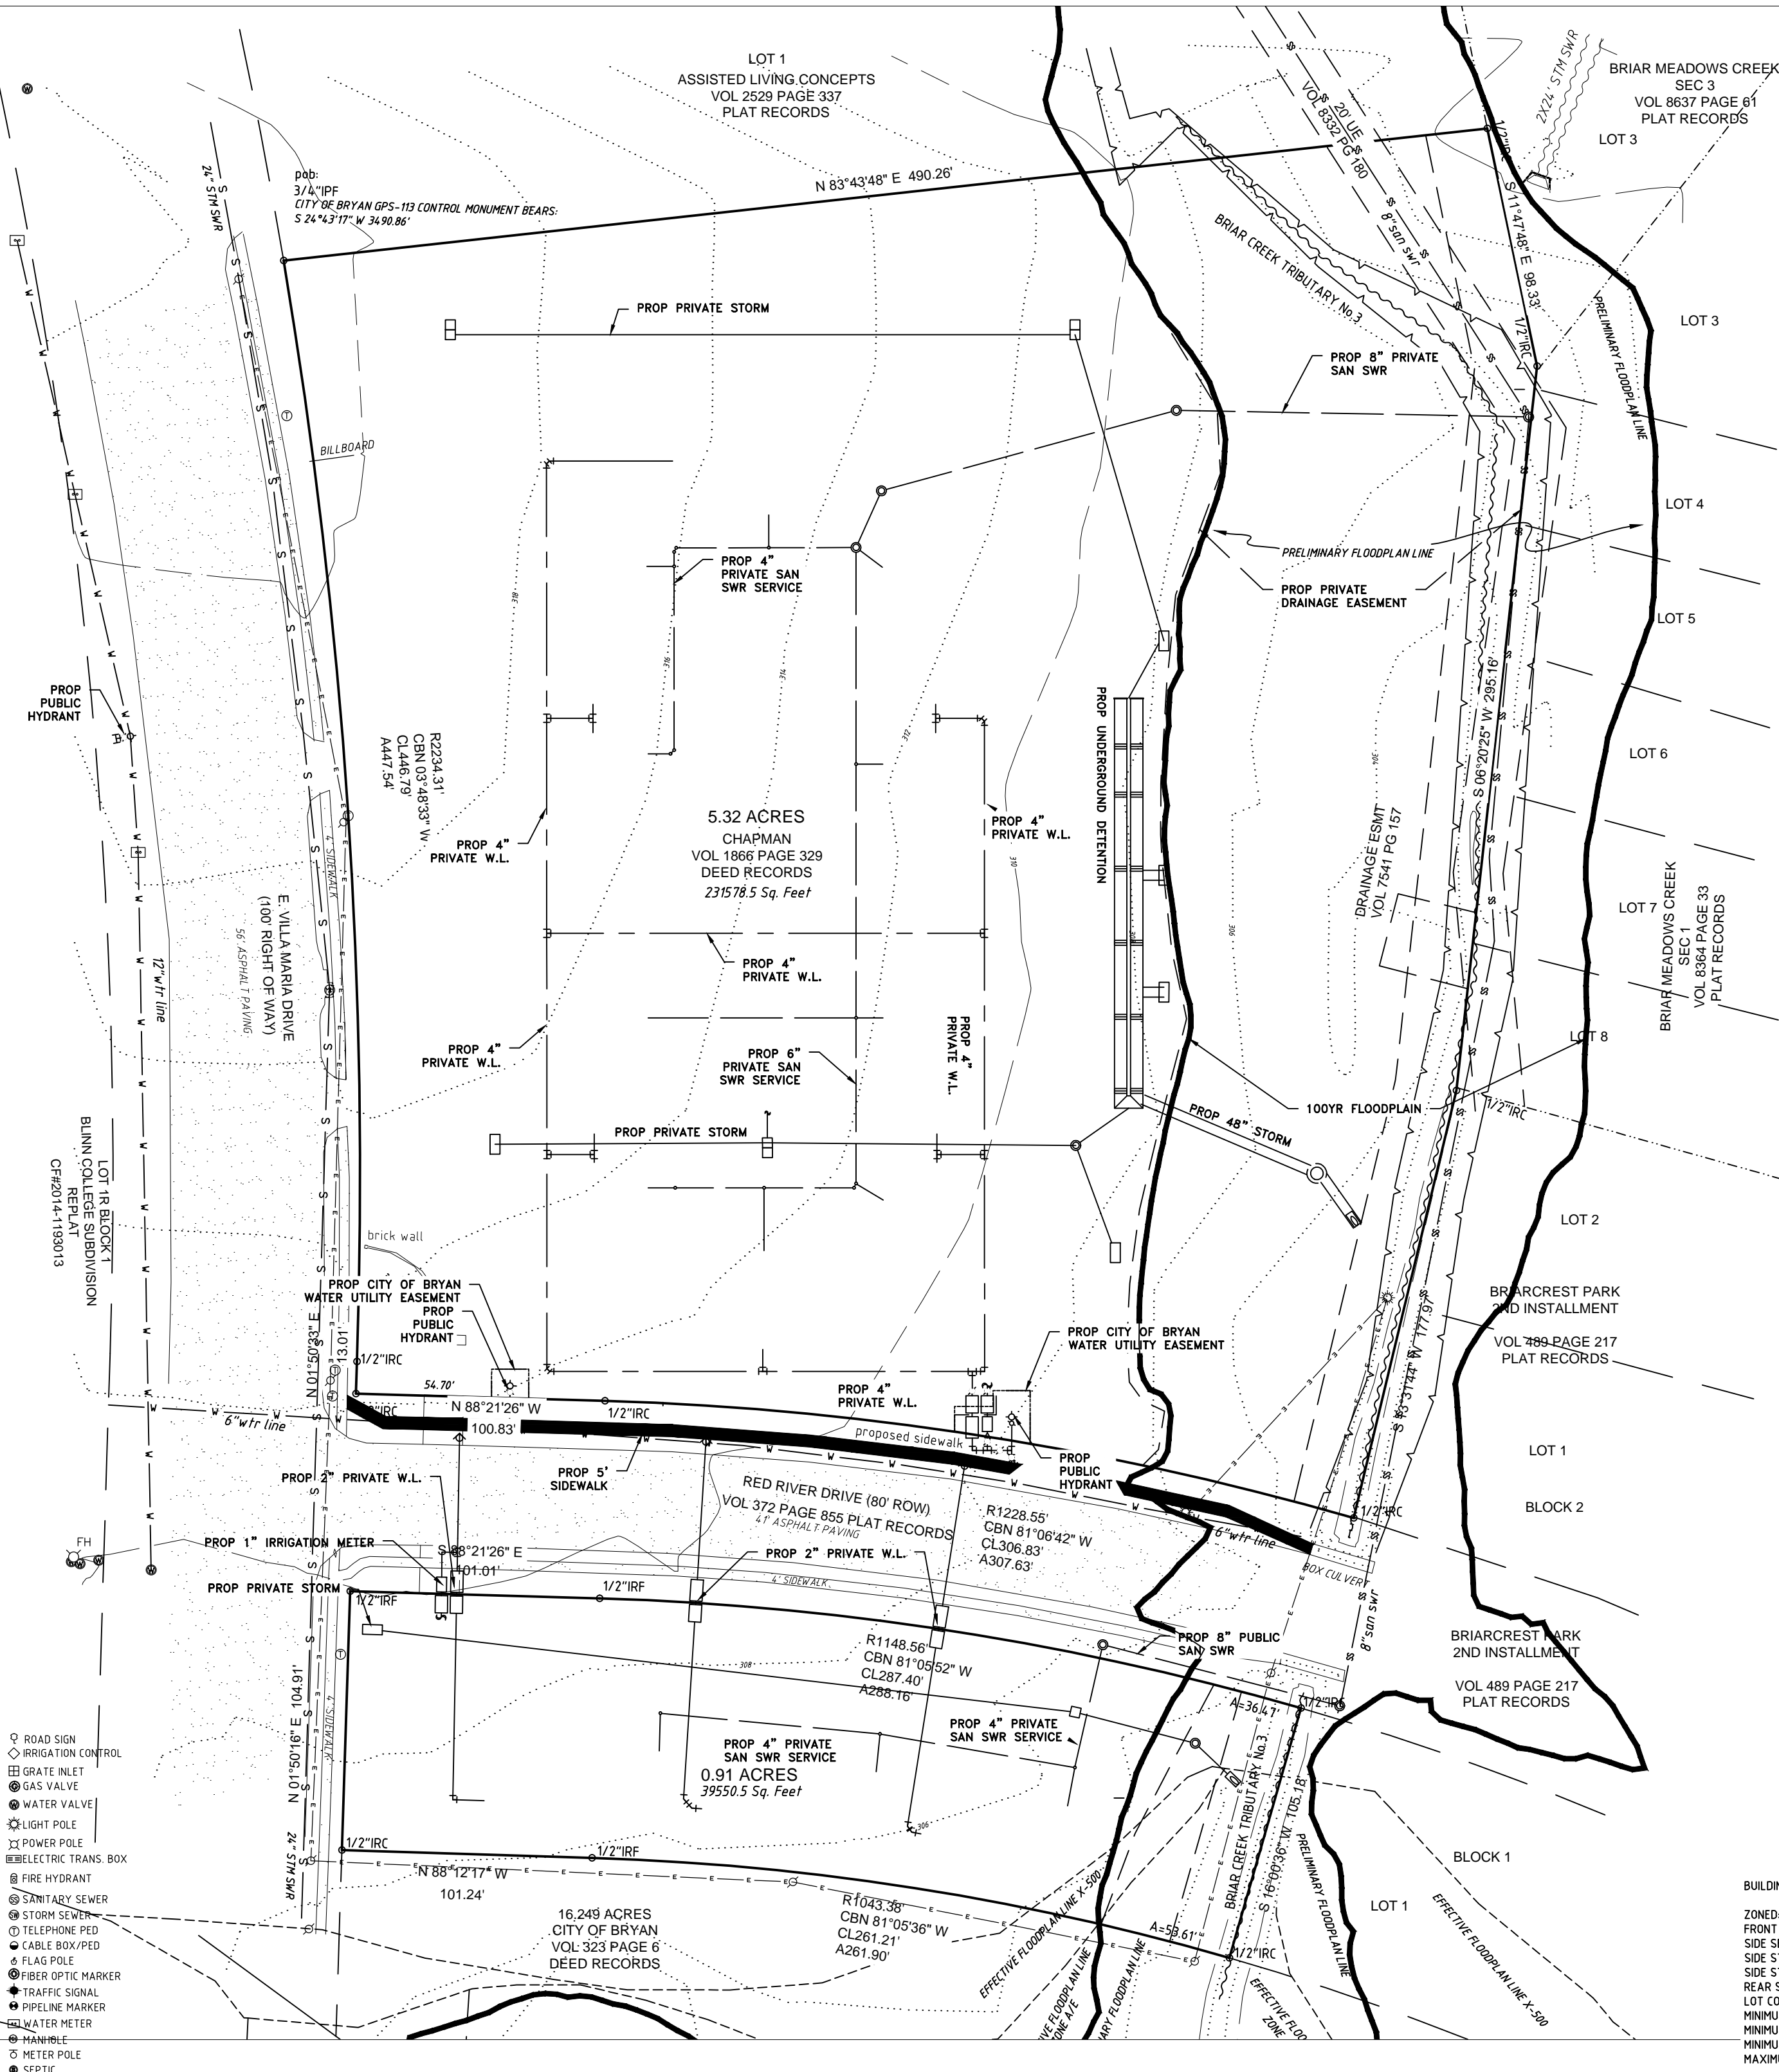 LOT 1
ASSISTED LIVING CONCEPTS
VOL 2529 PAGE 337
PLAT RECORDS
BRIAR MEADOWS CREEK
SEC 3
VOL 8637 PAGE 61
PLAT RECORDS
LOT 3
2X24' STM SWR
20' UE
VOL 8332 PG 180
8"san swr
1/2"IRC
S 11°47'48" E 98.33'
1/2"IRC
24" STM SWR
pob:
3/4"IPF
CITY OF BRYAN GPS-113 CONTROL MONUMENT BEARS:
S 24°43'17" W 3490.86'
N 83°43'48" E 490.26'
BRIAR CREEK TRIBUTARY No.3
PROP PRIVATE STORM
PROP 8" PRIVATE
SAN SWR
PRELIMINARY FLOODPLAN LINE
LOT 3
BILLBOARD
LOT 4
PRELIMINARY FLOODPLAN LINE
PROP 4"
PRIVATE SAN
SWR SERVICE
PROP PRIVATE
DRAINAGE EASEMENT
318
316
314
312
310
306
304
LOT 5
PROP
PUBLIC
HYDRANT
R2234.31'
CBN 03°48'33" W
CL446.79'
A447.54'
PROP UNDERGROUND DETENTION
S 06°20'25" W 295.16'
LOT 6
4' SIDEWALK
PROP 4"
PRIVATE W.L.
5.32 ACRES
CHAPMAN
VOL 1866 PAGE 329
DEED RECORDS
231578.5 Sq. Feet
PROP 4"
PRIVATE W.L.
DRAINAGE ESMT
VOL 7541 PG 157
LOT 7
BRIAR MEADOWS CREEK
SEC 1
VOL 8364 PAGE 33
PLAT RECORDS
E. VILLA MARIA DRIVE
(100' RIGHT OF WAY)
56' ASPHALT PAVING
12"wtr line
PROP 4"
PRIVATE W.L.
PROP 4"
PRIVATE W.L.
PROP 6"
PRIVATE SAN
SWR SERVICE
PROP 4"
PRIVATE W.L.
LOT 8
1/2"IRC
100YR FLOODPLAIN
PROP 48" STORM
PROP PRIVATE STORM
LOT 1R BLOCK 1
BLINN COLLEGE SUBDIVISION
REPLAT
CF#2014-1193013
LOT 2
brick wall
PROP CITY OF BRYAN
WATER UTILITY EASEMENT
PROP
PUBLIC
HYDRANT
BRIARCREST PARK
2ND INSTALLMENT
VOL 489 PAGE 217
PLAT RECORDS
PROP CITY OF BRYAN
WATER UTILITY EASEMENT
S 13°31'44" W 177.97'
N 01°50'33" E
13.01'
1/2"IRC
54.70'
N 88°21'26" W
100.83'
1/2"IRC
PROP 4"
PRIVATE W.L.
6"wtr line
proposed sidewalk
LOT 1
PROP 2" PRIVATE W.L.
PROP 5'
SIDEWALK
PROP
PUBLIC
HYDRANT
RED RIVER DRIVE (80' ROW)
VOL 372 PAGE 855 PLAT RECORDS
41' ASPHALT PAVING
R1228.55'
CBN 81°06'42" W
CL306.83'
A307.63'
6"wtr line
1/2"IRC
BLOCK 2
FH
PROP 1" IRRIGATION METER
S 88°21'26" E
101.01'
PROP 2" PRIVATE W.L.
4' SIDEWALK
BOX CULVERT
8"san swr
PROP PRIVATE STORM
1/2"IRF
1/2"IRF
R1148.56'
CBN 81°05'52" W
CL287.40'
A288.16'
PROP 8" PUBLIC
SAN SWR
BRIARCREST PARK
2ND INSTALLMENT
VOL 489 PAGE 217
PLAT RECORDS
308
N 01°50'16" E 104.91'
4' SIDEWALK
A=36.47'
PROP 4" PRIVATE
SAN SWR SERVICE
PROP 4" PRIVATE
SAN SWR SERVICE
0.91 ACRES
39550.5 Sq. Feet
306
24" STM SWR
1/2"IRC
1/2"IRF
N 88°12'17" W
101.24'
R1043.38'
CBN 81°05'36" W
CL261.21'
A261.90'
16,249 ACRES
CITY OF BRYAN
VOL 323 PAGE 6
DEED RECORDS
BRIAR CREEK TRIBUTARY No.3
S 16°00'36" W 105.18'
PRELIMINARY FLOODPLAN LINE
A=53.61'
1/2"IRC
BLOCK 1
LOT 1
EFFECTIVE FLOODPLAN LINE X-500
EFFECTIVE FLOODPLAN LINE X-500
ROAD SIGN
IRRIGATION CONTROL
GRATE INLET
GAS VALVE
WATER VALVE
LIGHT POLE
POWER POLE
ELECTRIC TRANS. BOX
FIRE HYDRANT
SANITARY SEWER
STORM SEWER
TELEPHONE PED
CABLE BOX/PED
FLAG POLE
FIBER OPTIC MARKER
TRAFFIC SIGNAL
PIPELINE MARKER
WATER METER
MANHOLE
METER POLE
SEPTIC
ZONED:
FRONT
REAR S
LOT CO